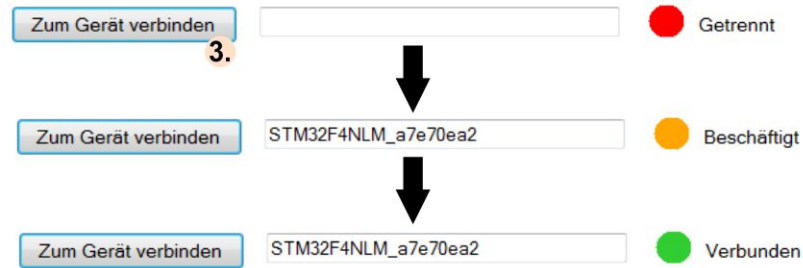 Zum Gerät verbinden Getrennt
3.
Zum Gerät verbinden STM32F4NLM_a7e70ea2 Beschäftigt
Zum Gerät verbinden STM32F4NLM_a7e70ea2 Verbunden